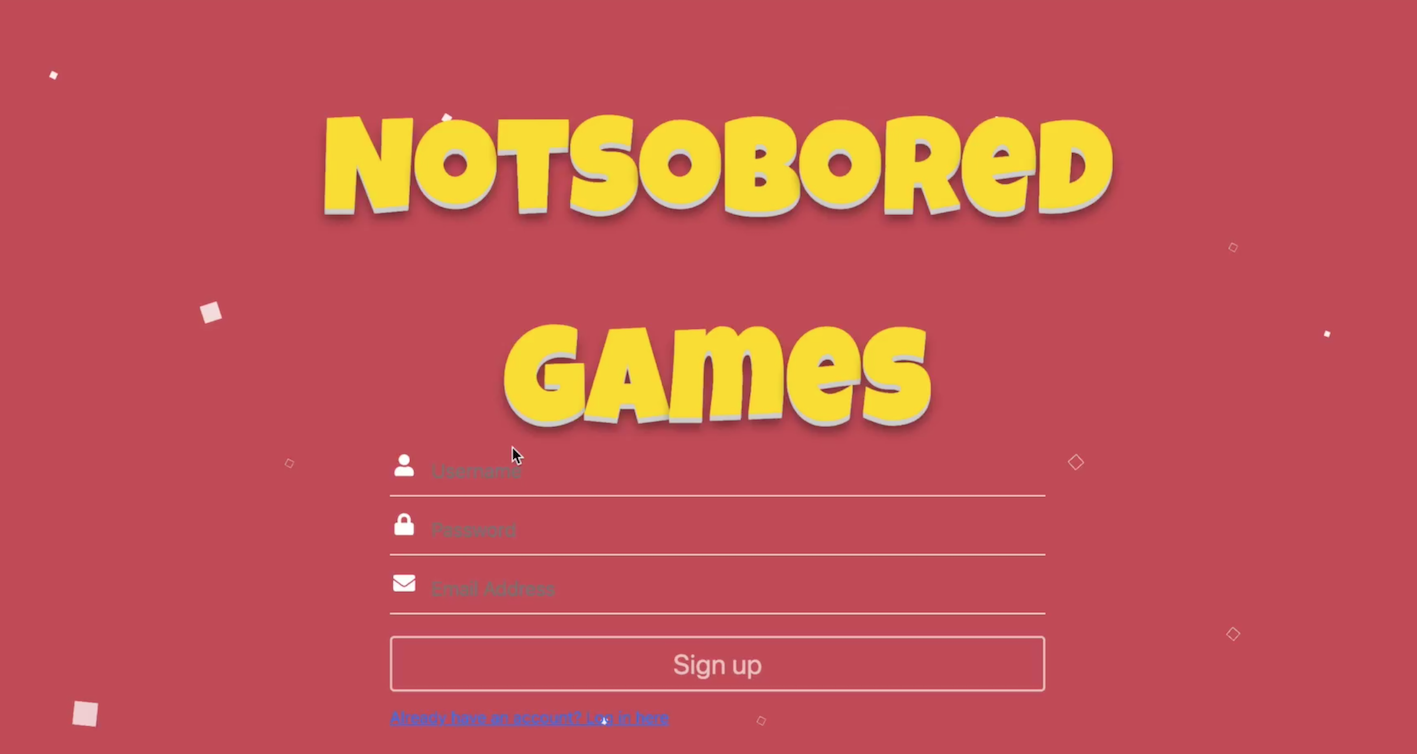 NOTSOBOReD
GAmes
Username
Password
Email Address
Sign up
Already have an account? Log in here